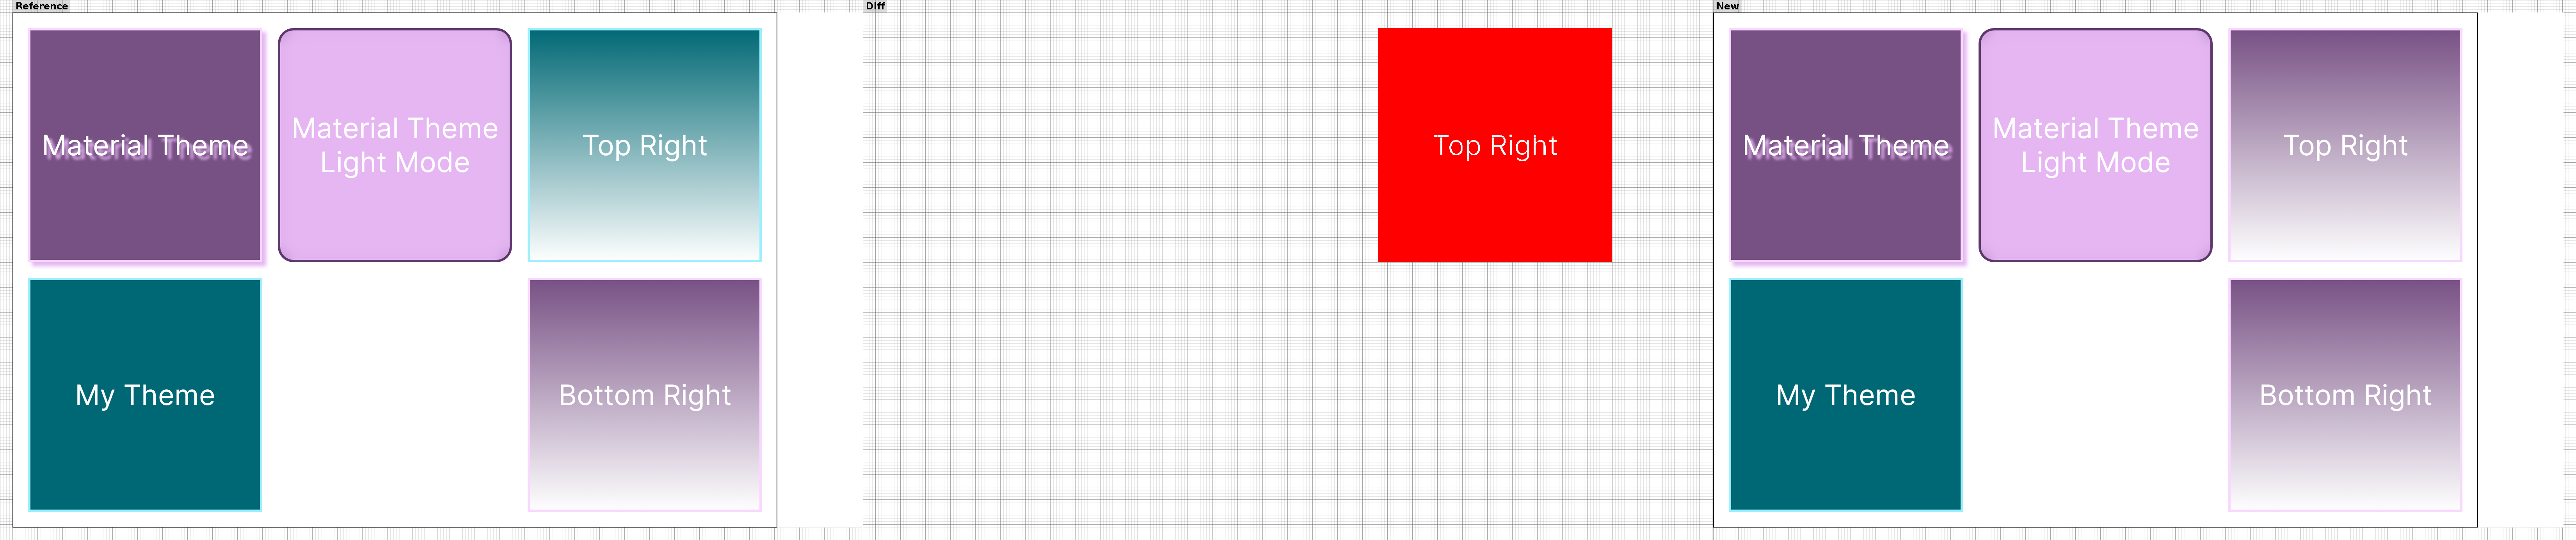 Reference
Material Theme
Material Theme
Light Mode
Top Right
My Theme
Bottom Right
Diff
Top Right
New
Material Theme
Material Theme
Light Mode
Top Right
My Theme
Bottom Right